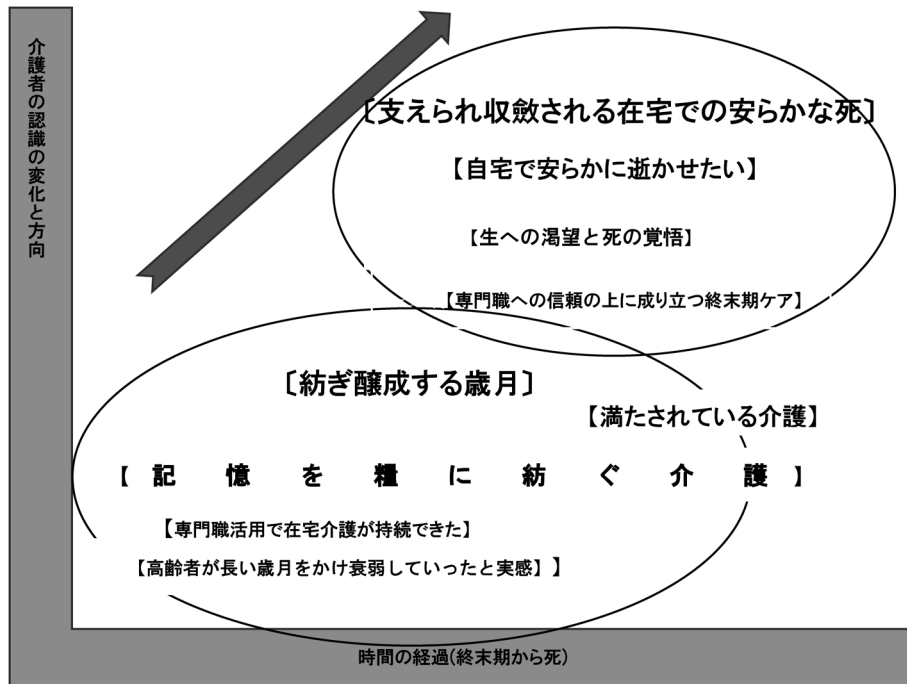 介護者の認識の変化と方向
〔支えられ収斂される在宅での安らかな死〕
【自宅で安らかに逝かせたい】
【生への渇望と死の覚悟】
【専門職への信頼の上に成り立つ終末期ケア】
〔紡ぎ醸成する歳月〕
【満たされている介護】
【記憶を糧に紡ぐ介護】
【専門職活用で在宅介護が持続できた】
【高齢者が長い歳月をかけ衰弱していったと実感】】
時間の経過(終末期から死)